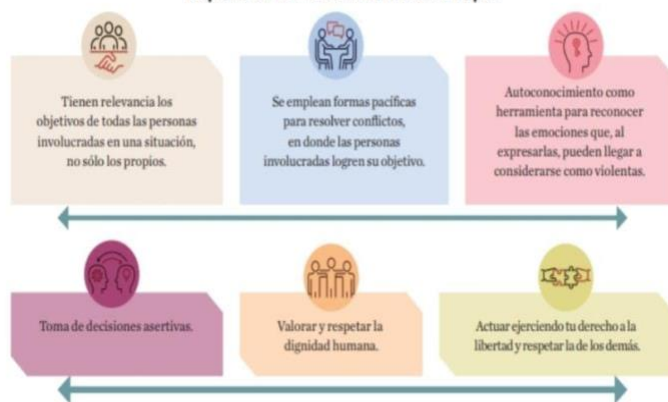 Tienen relevancia los
objetivos de todas las personas
involucradas en una situación,
no sólo los propios.
Se emplean formas pacíficas
para resolver conflictos,
en donde las personas
involucradas logren su objetivo.
Autoconocimiento como
herramienta para reconocer
las emociones que, al
expresarlas, pueden llegar a
considerarse como violentas.
Toma de decisiones asertivas.
Valorar y respetar la
dignidad humana.
Actuar ejerciendo tu derecho a la
libertad y respetar la de los demás.